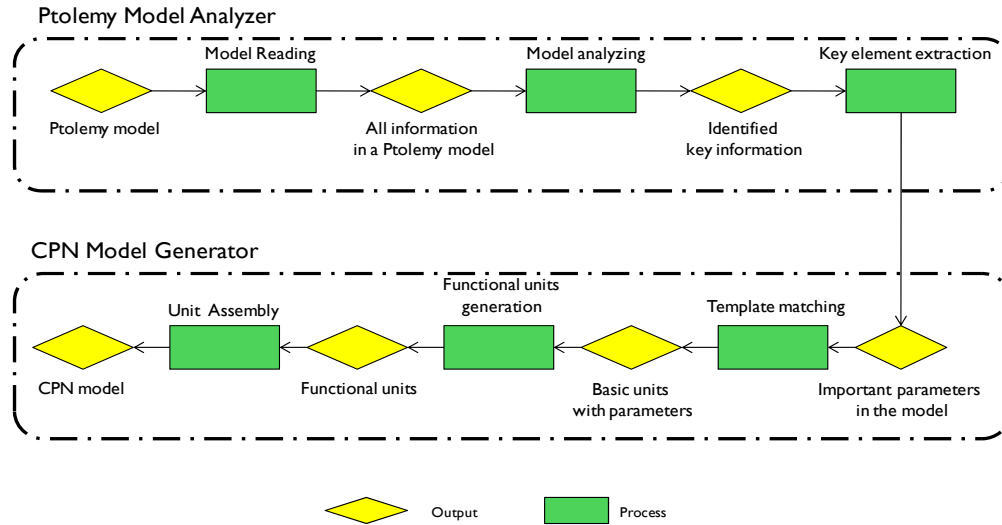 Ptolemy Model Analyzer
Model Reading
Model analyzing
Key element extraction
Ptolemy model
All information
in a Ptolemy model
Identified
key information
CPN Model Generator
Functional units
generation
Unit Assembly
Template matching
CPN model
Functional units
Basic units
with parameters
Important parameters
in the model
Output
Process